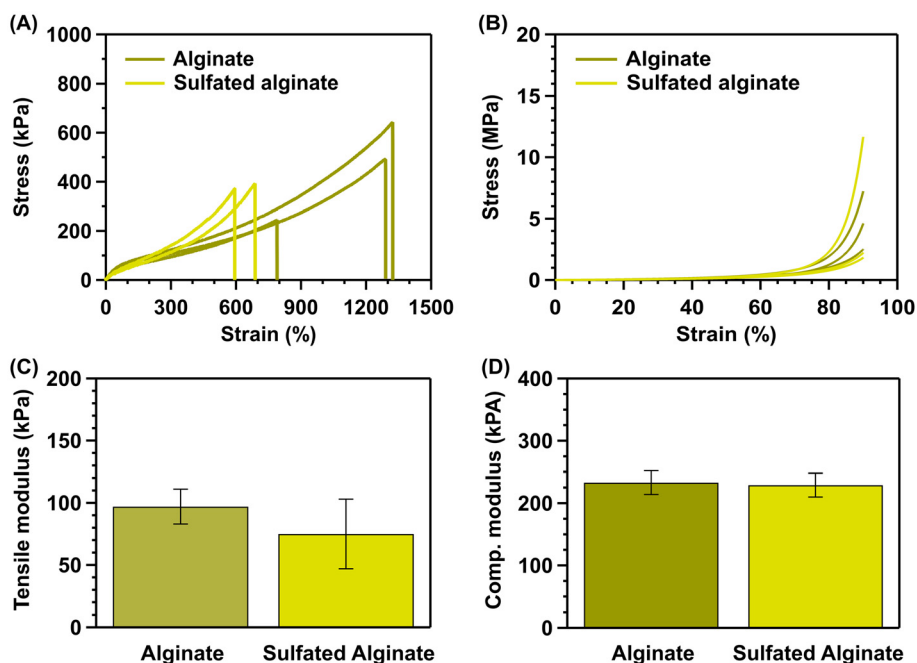 (A)
1000
800
600
400
200
0
Stress (kPa)
Alginate
Sulfated alginate
0 300 600 900 1200 1500
Strain (%)
(B)
20
15
10
5
0
Stress (MPa)
Alginate
Sulfated alginate
0 20 40 60 80 100
Strain (%)
(C)
200
150
100
50
0
Tensile modulus (kPa)
Alginate Sulfated Alginate
(D)
400
300
200
100
0
Comp. modulus (kPA)
Alginate Sulfated Alginate